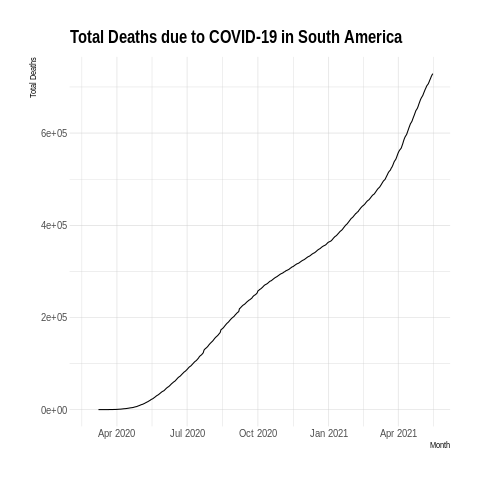 Total Deaths due to COVID-19 in South America
Total Deaths
6e+05
4e+05
2e+05
0e+00
Apr 2020 Jul 2020 Oct 2020 Jan 2021 Apr 2021
Month